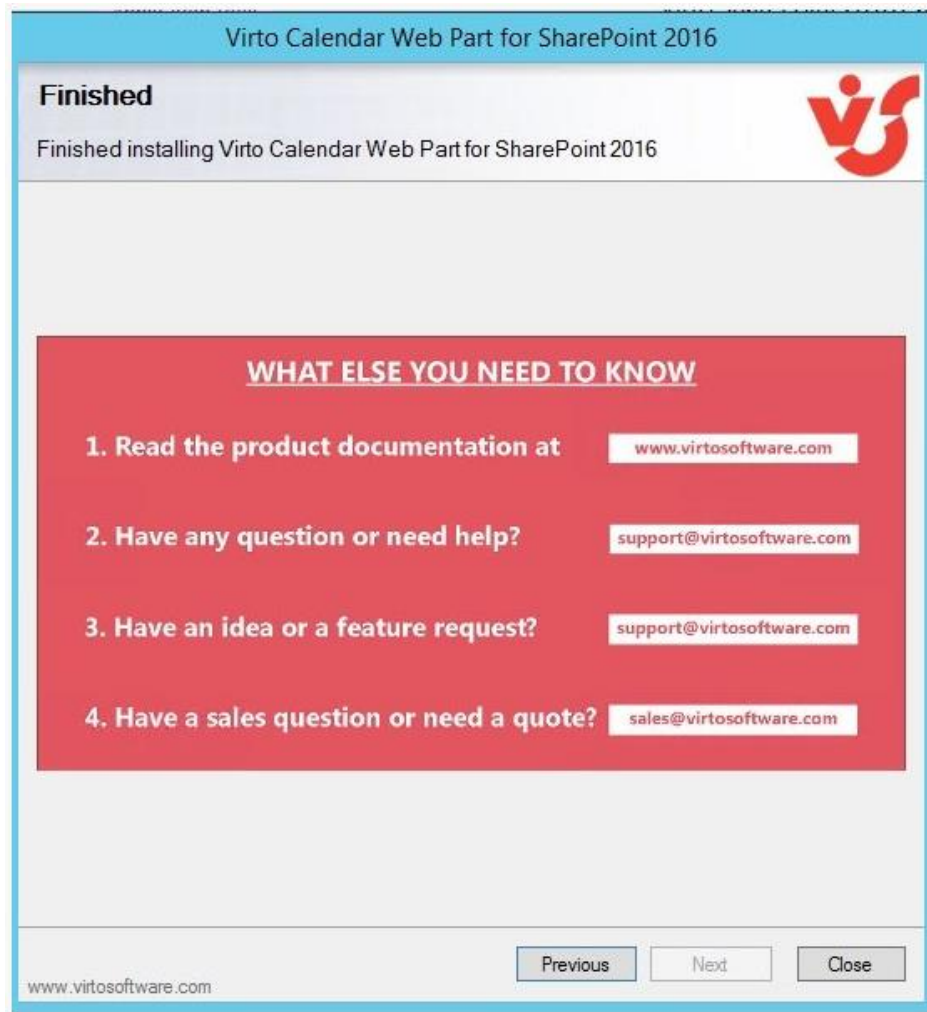 Virto Calendar Web Part for SharePoint 2016
Finished
Finished installing Virto Calendar Web Part for SharePoint 2016
WHAT ELSE YOU NEED TO KNOW
1. Read the product documentation at www.virtosoftware.com
2. Have any question or need help? support@virtosoftware.com
3. Have an idea or a feature request? support@virtosoftware.com
4. Have a sales question or need a quote? sales@virtosoftware.com
Previous Next Close
www.virtosoftware.com